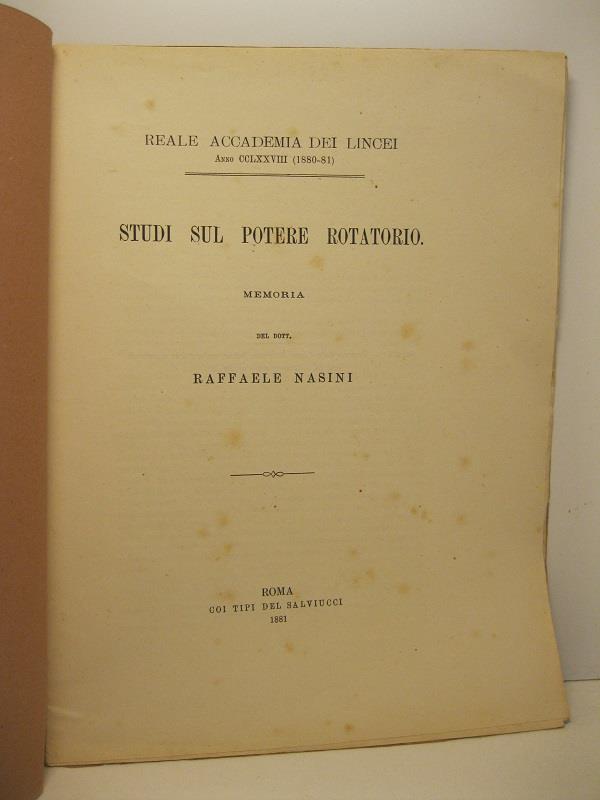 REALE ACCADEMIA DEI LINCEI
ANNO CCLXXVIII (1880-81)
STUDI SUL POTERE ROTATORIO.
MEMORIA
DEL DOTT.
RAFFAELE NASINI
ROMA
COI TIPI DEL SALVIUCCI
1881